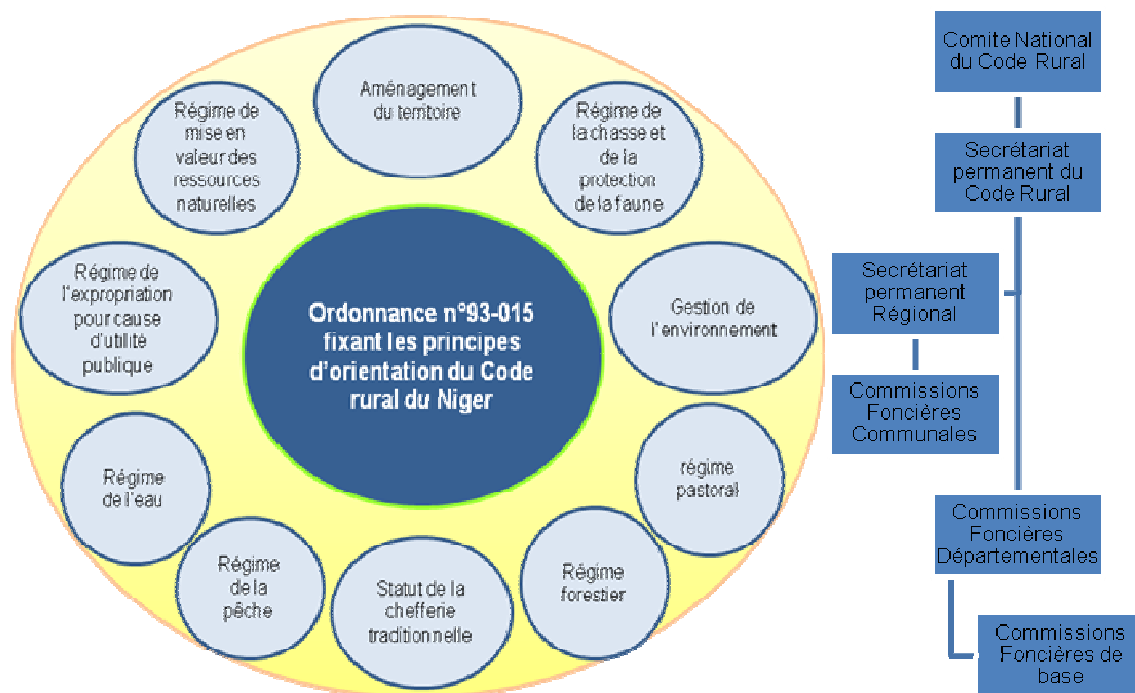 Aménagement
du territoire
Régime de
la chasse et
de la
protection
de la faune
Gestion de
l'environnement
régime
pastoral
Régime
forestier
Statut de la
chefferie
traditionnelle
Régime
de la
pêche
Régime
de l'eau
Régime de
l'expropriation
pour cause
d'utilité
publique
Régime de
mise en
valeur des
ressources
naturelles
Ordonnance n°93-015
fixant les principes
d'orientation du Code
rural du Niger
Comite National
du Code Rural
Secrétariat
permanent du
Code Rural
Secrétariat
permanent
Régional
Commissions
Foncières
Communales
Commissions
Foncières
Départementales
Commissions
Foncières de
base